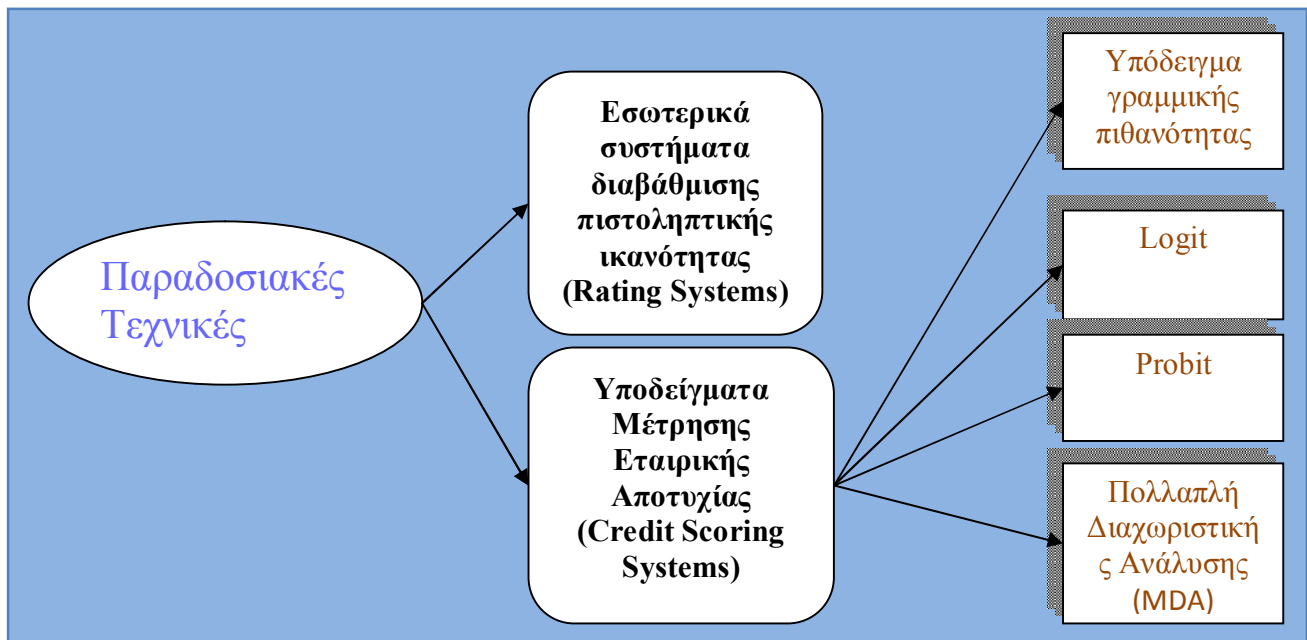 Παραδοσιακές
Τεχνικές
Εσωτερικά
συστήματα
διαβάθμισης
πιστοληπτικής
ικανότητας
(Rating Systems)
Υποδείγματα
Μέτρησης
Εταιρικής
Αποτυχίας
(Credit Scoring
Systems)
Υπόδειγμα
γραμμικής
πιθανότητας
Logit
Probit
Πολλαπλή
Διαχωριστική
ς Ανάλυσης
(MDA)